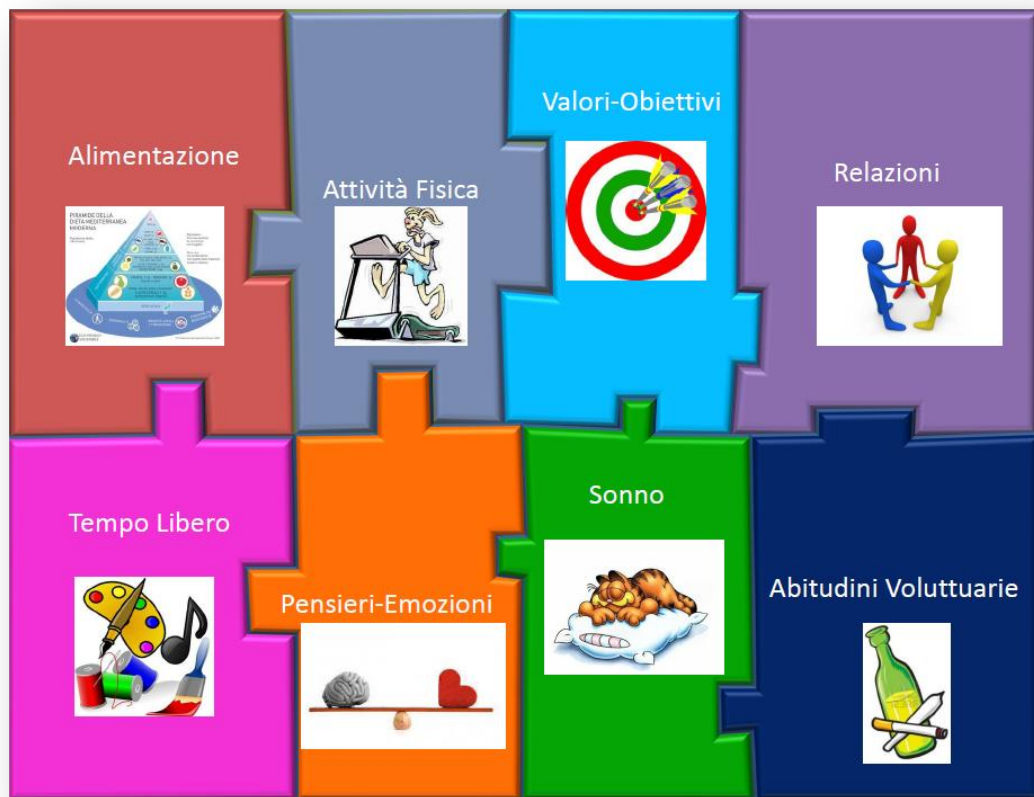 Alimentazione
Attività Fisica
Valori-Obiettivi
Relazioni
PIRAMIDE DELLA
DIETA MEDITERRANEA
MODERNA
Tempo Libero
Pensieri-Emozioni
Sonno
Abitudini Voluttuarie